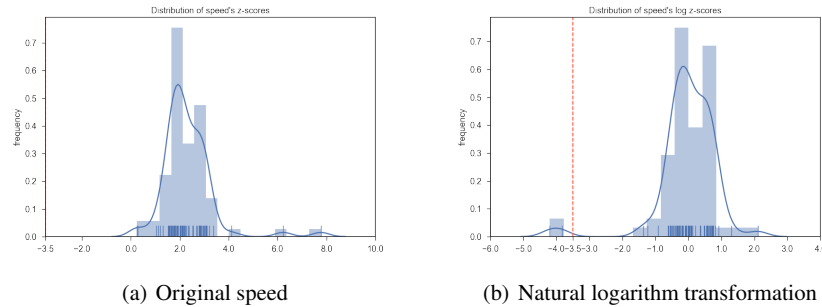 Distribution of speed's z-scores
frequency
0.7
0.6
0.5
0.4
0.3
0.2
0.1
0.0
−3.5 0.0 2.0 4.0 6.0 8.0 10.0
(a) Original speed
Distribution of speed's log z-scores
frequency
0.7
0.6
0.5
0.4
0.3
0.2
0.1
0.0
−6.0 −5.0 −4.0 −3.5 −3.0 −2.0 −1.0 0.0 1.0 2.0 3.0 4.0
(b) Natural logarithm transformation